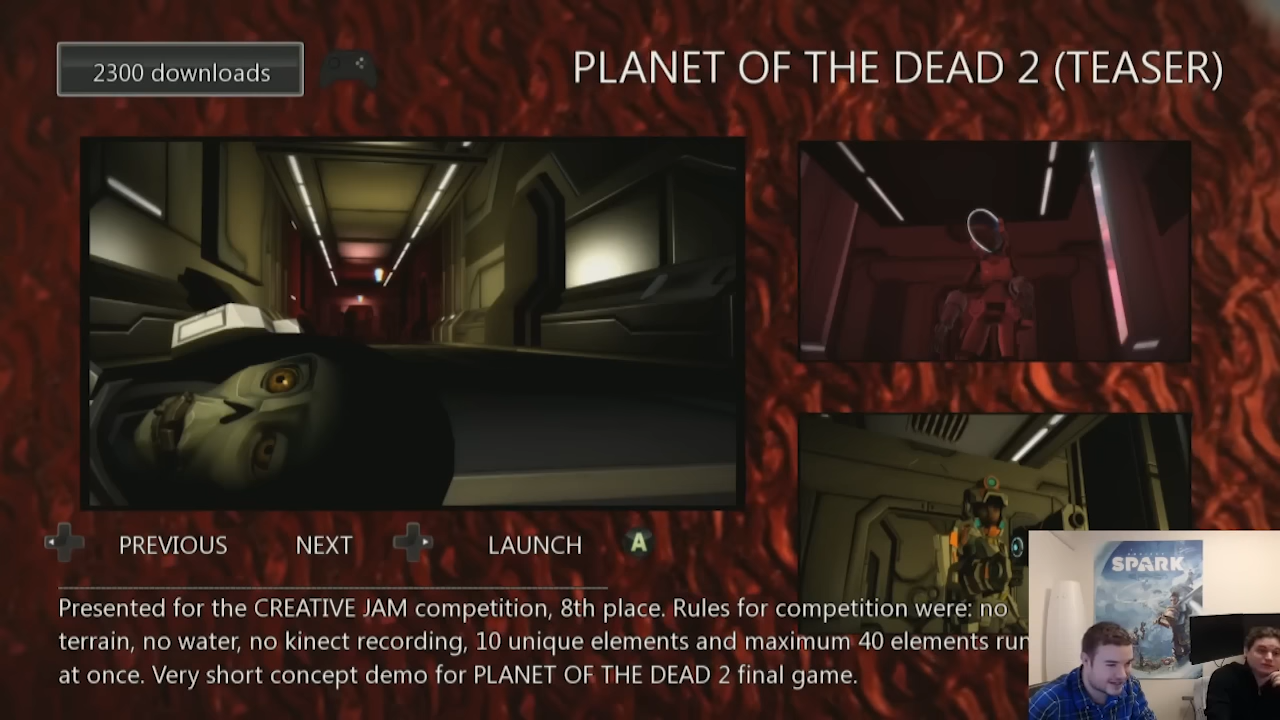 2300 downloads
PLANET OF THE DEAD 2 (TEASER)
PREVIOUS
NEXT
LAUNCH
A
Presented for the CREATIVE JAM competition, 8th place. Rules for competition were: no
terrain, no water, no kinect recording, 10 unique elements and maximum 40 elements run
at once. Very short concept demo for PLANET OF THE DEAD 2 final game.
PROJECT
SPARK